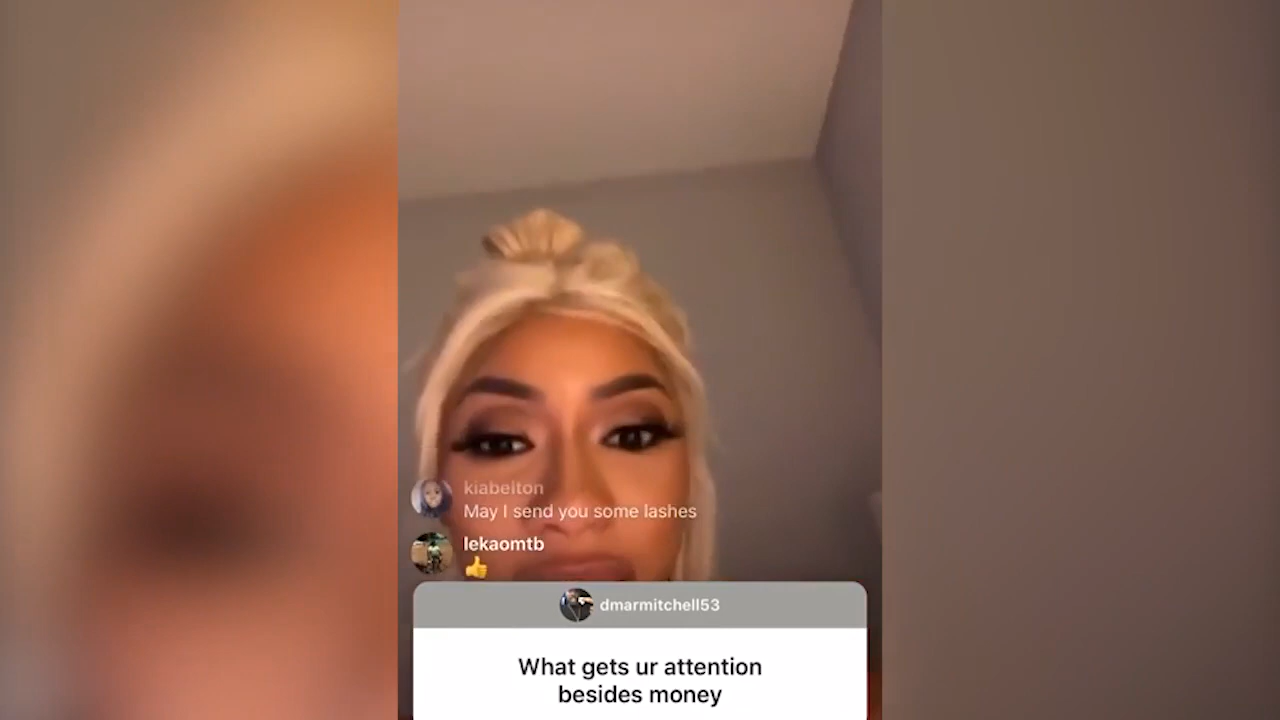 kiabelton
May I send you some lashes
lekaomtb
👍
dmarmitchell53
What gets ur attention
besides money